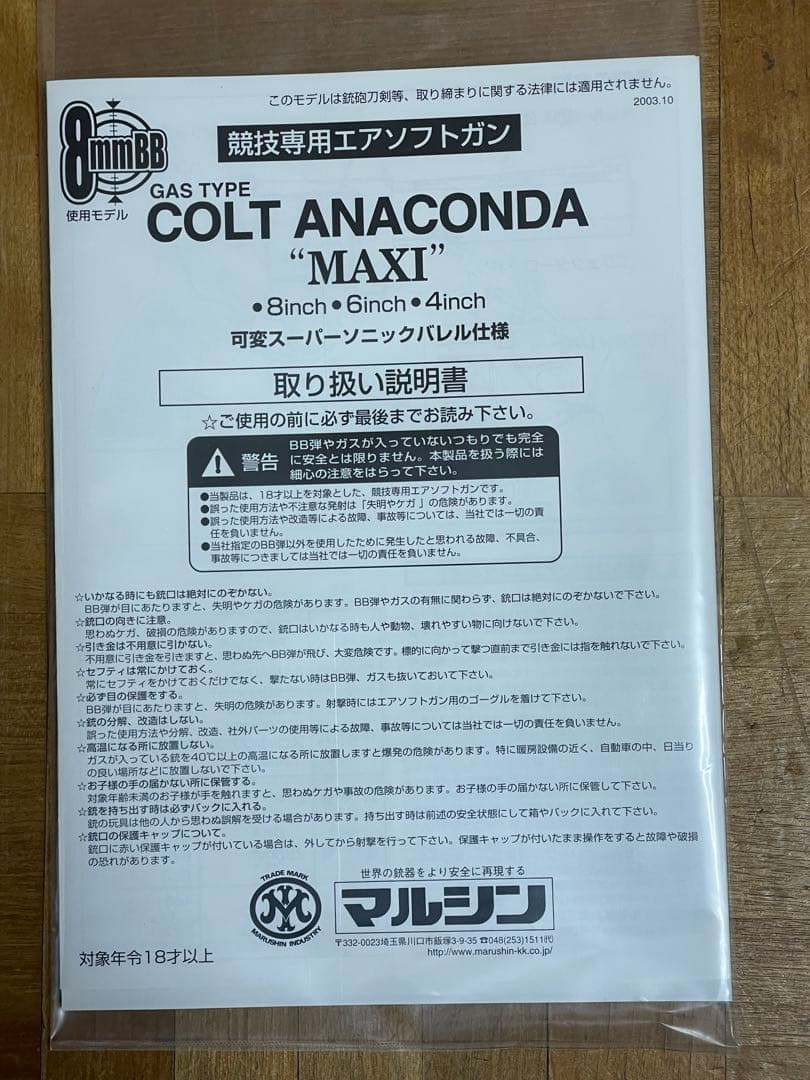 このモデルは銃砲刀剣等、取り締まりに関する法律には適用されません。
2003.10
8mmBB
使用モデル
競技専用エアソフトガン
GAS TYPE
COLT ANACONDA
“MAXI”
●8inch●6inch●4inch
可変スーパーソニックバレル仕様
取り扱い説明書
☆ご使用の前に必ず最後までお読み下さい。
警告
BB弾やガスが入っていないつもりでも完全
に安全とは限りません。本製品を扱う際には
細心の注意をはらって下さい。
●当製品は、18才以上を対象とした、競技専用エアソフトガンです。
●誤った使用方法や不注意な発射は「失明やケガ」の危険があります。
●誤った使用方法や改造等による故障、事故等については、当社では一切の責
任を負いません。
●当社指定のBB弾以外を使用したために発生したと思われる故障、不具合、
事故等につきましては当社では一切の責任を負いません。
☆いかなる時にも銃口は絶対にのぞかない。
BB弾が目にあたりますと、失明やケガの危険があります。BB弾やガスの有無に関わらず、銃口は絶対にのぞかないで下さい。
☆銃口の向きに注意。
思わぬケガ、破損の危険がありますので、銃口はいかなる時も人や動物、壊れやすい物に向けないで下さい。
☆引き金は不用意に引かない。
不用意に引き金を引きますと、思わぬ先へBB弾が飛び、大変危険です。標的に向かって撃つ直前まで引き金には指を触れないで下さい。
☆セフティは常にかけておく。
常にセフティをかけておくだけでなく、撃たない時はBB弾、ガスも抜いておいて下さい。
☆必ず目の保護をする。
BB弾が目にあたりますと、失明の危険があります。射撃時にはエアソフトガン用のゴーグルを着けて下さい。
☆銃の分解、改造はしない。
誤った使用方法や分解、改造、社外パーツの使用等による故障、事故等については当社では一切の責任を負いません。
☆高温になる所に放置しない。
ガスが入っている銃を40℃以上の高温になる所に放置しますと爆発の危険があります。特に暖房設備の近く、自動車の中、日当り
の良い場所などに放置しないで下さい。
☆お子様の手の届かない所に保管する。
対象年齢未満のお子様が手を触れますと、思わぬケガや事故の危険があります。お子様の手の届かない所に保管して下さい。
☆銃を持ち出す時は必ずバックに入れる。
銃の玩具は他の人から思わぬ誤解を受ける場合があります。持ち出す時は前述の安全状態にして箱やバックに入れて下さい。
☆銃口の保護キャップについて。
銃口に赤い保護キャップが付いている場合は、外してから射撃を行って下さい。保護キャップが付いたまま操作をすると故障や破損
の恐れがあります。
世界の銃器をより安全に再現する
TRADE MARK
MARUSHIN INDUSTRY
マルシン
〒332-0023埼玉県川口市飯塚3-9-35 ☎048(253)1511㈹
http://www.marushin-kk.co.jp/
対象年令18才以上